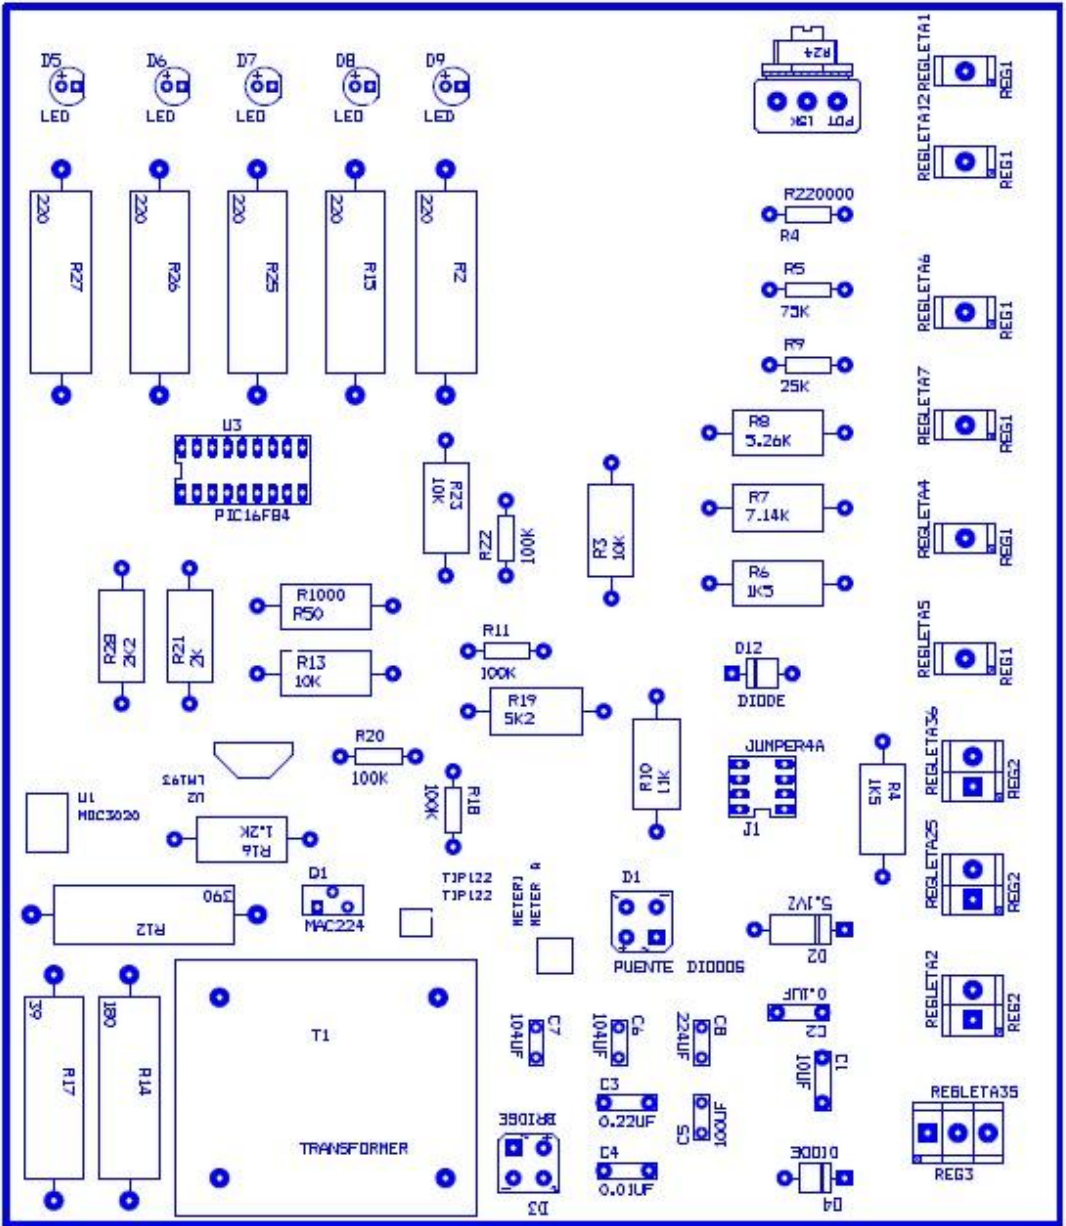 D5
LED
D6
LED
D7
LED
D8
LED
D9
LED
R24
POT 15K
REGLETA1
REG1
REGLETA12
REG1
220
R27
220
R26
220
R25
220
R15
220
R2
R220000
R4
R5
75K
R9
25K
REGLETA6
REG1
REGLETA7
REG1
U3
PIC16F84
R23
10K
R22
100K
R3
10K
R8
5.26K
R7
7.14K
R6
1K5
REGLETA4
REG1
REGLETA5
REG1
R28
2K2
R21
2K
R1000
R50
R13
10K
R11
100K
R19
5K2
D12
DIODE
R20
100K
R18
100K
R10
11K
JUMPER4A
J1
R4
1K5
REGLETA36
REG2
REGLETA25
REG2
U2
LM193
U1
MOC3020
R16
1.2K
D1
MAC224
TIP122
TIP122
METER1
METER A
D1
PUENTE DIODOS
390
R12
5.1VZ
D2
REGLETA2
REG2
39
R17
180
R14
T1
TRANSFORMER
C7
104UF
C6
104UF
C8
224UF
0.1UF
C2
C1
10UF
C3
0.22UF
C5
100UF
C4
0.01UF
BRIDGE
D3
DIODE
D4
REGLETA35
REG3